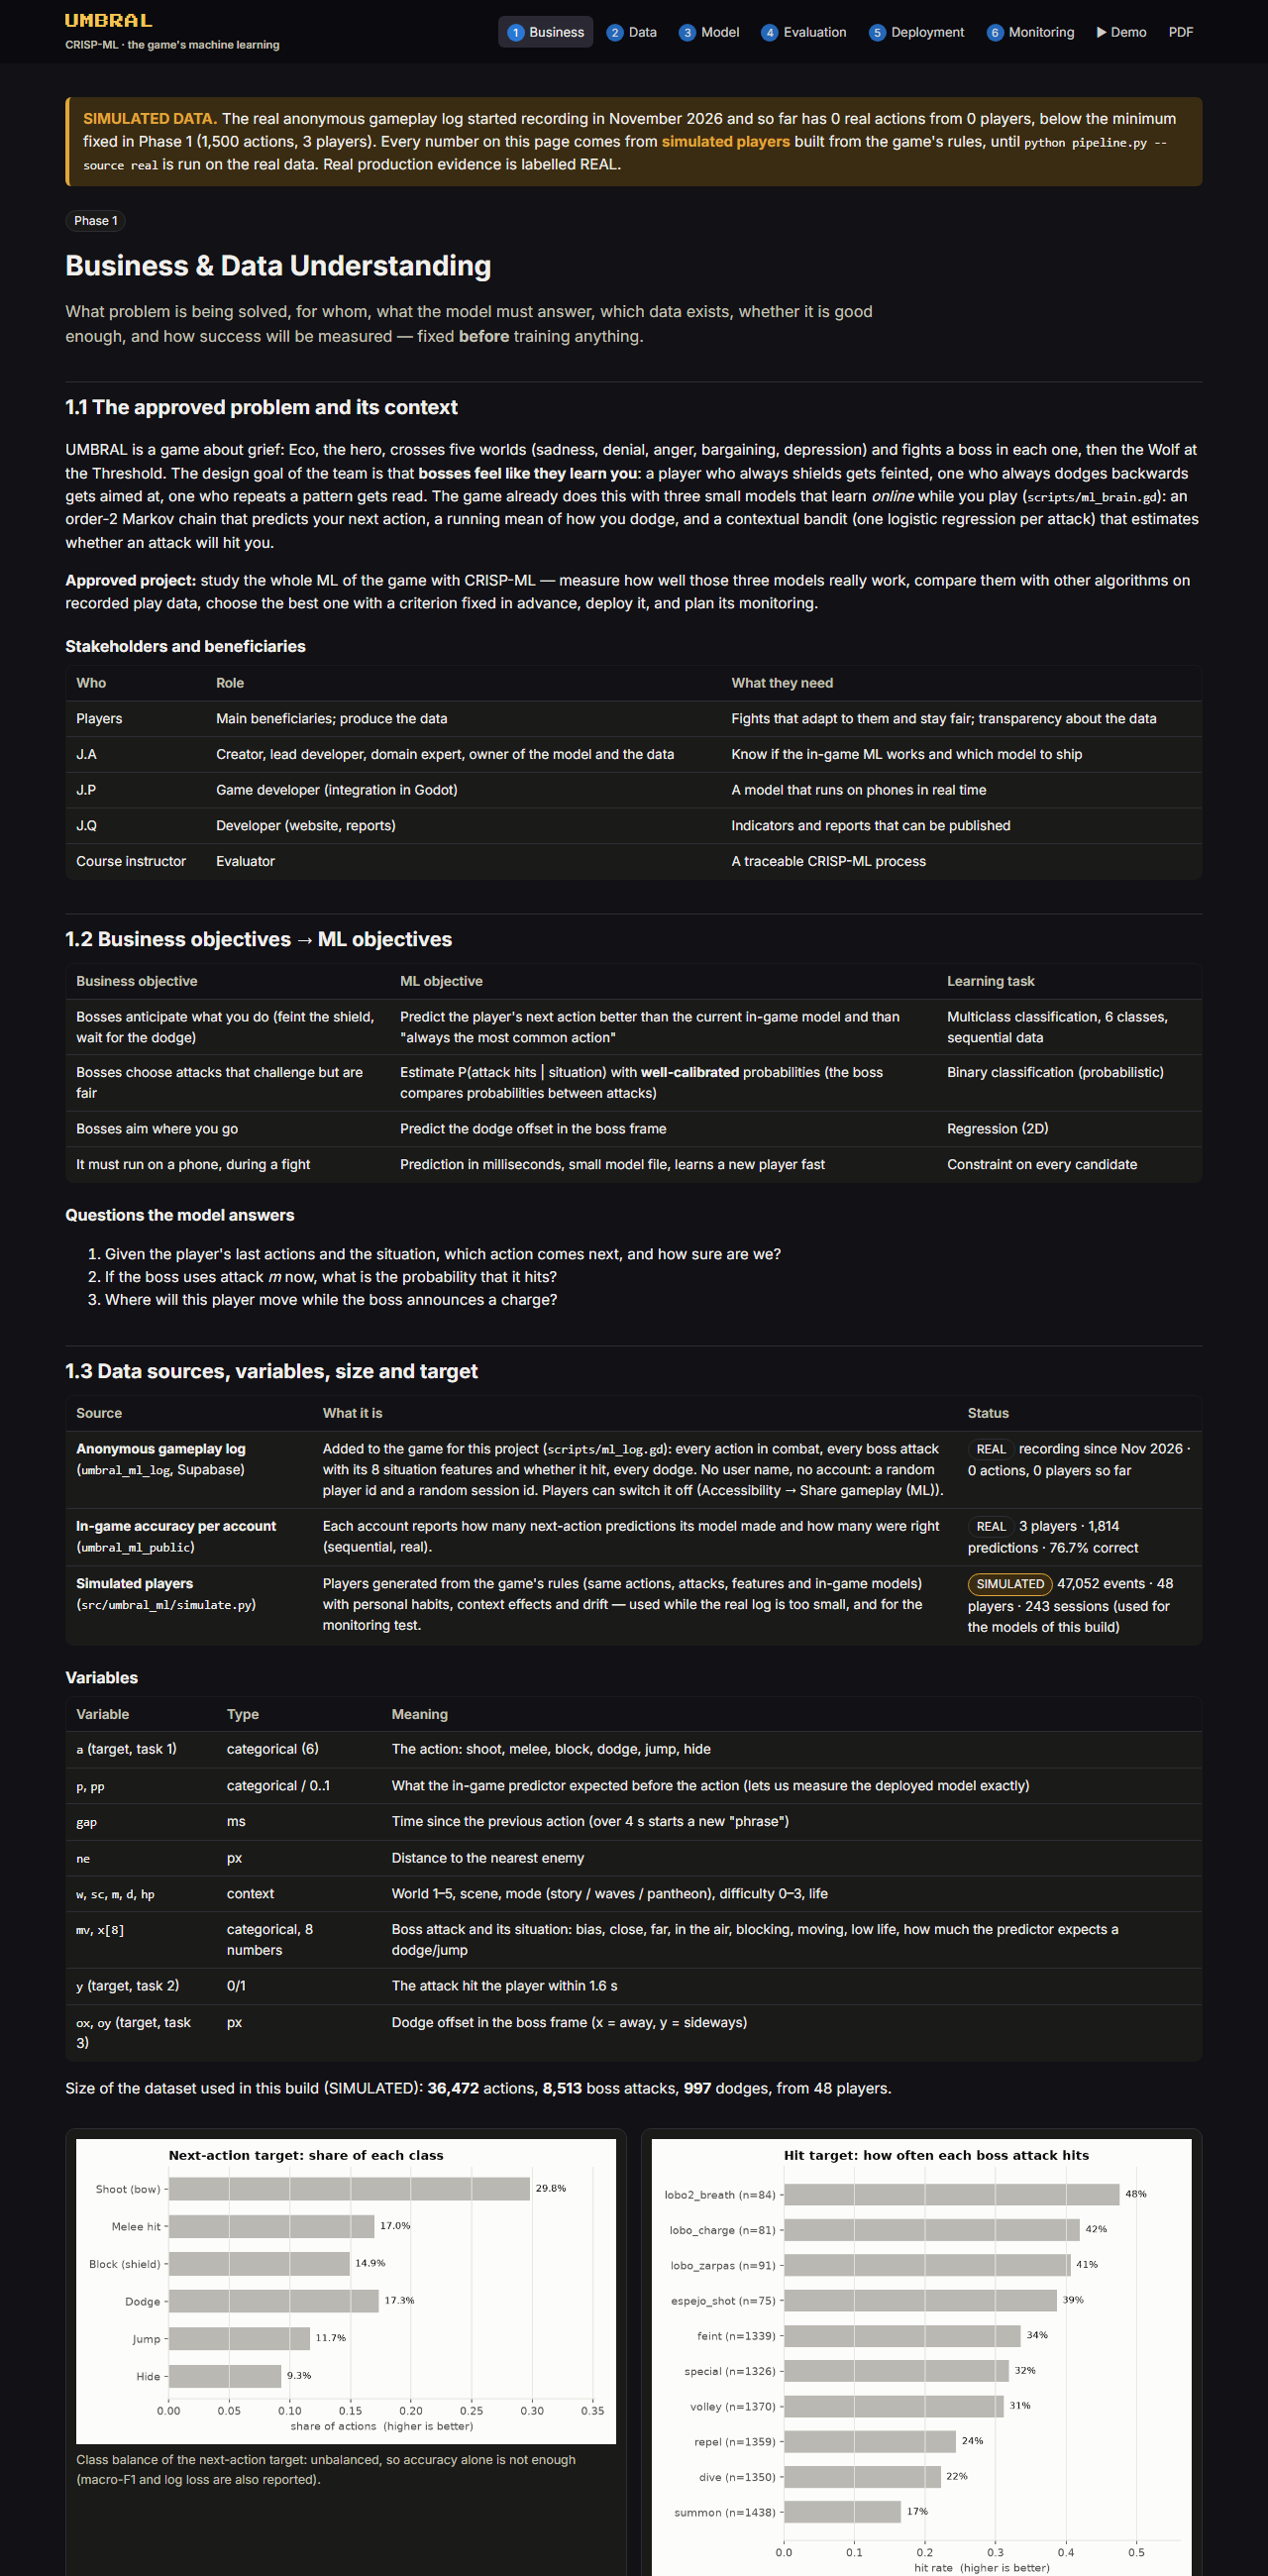 UMBRAL
CRISP-ML · the game's machine learning
1 Business
2 Data
3 Model
4 Evaluation
5 Deployment
6 Monitoring
▶ Demo
PDF
SIMULATED DATA. The real anonymous gameplay log started recording in November 2026 and so far has 0 real actions from 0 players, below the minimum
fixed in Phase 1 (1,500 actions, 3 players). Every number on this page comes from simulated players built from the game's rules, until python pipeline.py --
source real is run on the real data. Real production evidence is labelled REAL.
Phase 1
Business & Data Understanding
What problem is being solved, for whom, what the model must answer, which data exists, whether it is good
enough, and how success will be measured — fixed before training anything.
1.1 The approved problem and its context
UMBRAL is a game about grief: Eco, the hero, crosses five worlds (sadness, denial, anger, bargaining, depression) and fights a boss in each one, then the Wolf at
the Threshold. The design goal of the team is that bosses feel like they learn you: a player who always shields gets feinted, one who always dodges backwards
gets aimed at, one who repeats a pattern gets read. The game already does this with three small models that learn online while you play (scripts/ml_brain.gd): an
order-2 Markov chain that predicts your next action, a running mean of how you dodge, and a contextual bandit (one logistic regression per attack) that estimates
whether an attack will hit you.
Approved project: study the whole ML of the game with CRISP-ML — measure how well those three models really work, compare them with other algorithms on
recorded play data, choose the best one with a criterion fixed in advance, deploy it, and plan its monitoring.
Stakeholders and beneficiaries
Who Role What they need
Players Main beneficiaries; produce the data Fights that adapt to them and stay fair; transparency about the data
J.A Creator, lead developer, domain expert, owner of the model and the data Know if the in-game ML works and which model to ship
J.P Game developer (integration in Godot) A model that runs on phones in real time
J.Q Developer (website, reports) Indicators and reports that can be published
Course instructor Evaluator A traceable CRISP-ML process
1.2 Business objectives → ML objectives
Business objective ML objective Learning task
Bosses anticipate what you do (feint the shield,
wait for the dodge)
Predict the player's next action better than the current in-game model and than
"always the most common action"
Multiclass classification, 6 classes,
sequential data
Bosses choose attacks that challenge but are
fair
Estimate P(attack hits | situation) with well-calibrated probabilities (the boss
compares probabilities between attacks)
Binary classification (probabilistic)
Bosses aim where you go Predict the dodge offset in the boss frame Regression (2D)
It must run on a phone, during a fight Prediction in milliseconds, small model file, learns a new player fast Constraint on every candidate
Questions the model answers
1. Given the player's last actions and the situation, which action comes next, and how sure are we?
2. If the boss uses attack m now, what is the probability that it hits?
3. Where will this player move while the boss announces a charge?
1.3 Data sources, variables, size and target
Source What it is Status
Anonymous gameplay log
(umbral_ml_log, Supabase)
Added to the game for this project (scripts/ml_log.gd): every action in combat, every boss attack
with its 8 situation features and whether it hit, every dodge. No user name, no account: a random
player id and a random session id. Players can switch it off (Accessibility → Share gameplay (ML)).
REAL recording since Nov 2026 ·
0 actions, 0 players so far
In-game accuracy per account
(umbral_ml_public)
Each account reports how many next-action predictions its model made and how many were right
(sequential, real).
REAL 3 players · 1,814
predictions · 76.7% correct
Simulated players
(src/umbral_ml/simulate.py)
Players generated from the game's rules (same actions, attacks, features and in-game models)
with personal habits, context effects and drift — used while the real log is too small, and for the
monitoring test.
SIMULATED 47,052 events · 48
players · 243 sessions (used for
the models of this build)
Variables
Variable Type Meaning
a (target, task 1) categorical (6) The action: shoot, melee, block, dodge, jump, hide
p, pp categorical / 0..1 What the in-game predictor expected before the action (lets us measure the deployed model exactly)
gap ms Time since the previous action (over 4 s starts a new "phrase")
ne px Distance to the nearest enemy
w, sc, m, d, hp context World 1–5, scene, mode (story / waves / pantheon), difficulty 0–3, life
mv, x[8] categorical, 8
numbers
Boss attack and its situation: bias, close, far, in the air, blocking, moving, low life, how much the predictor expects a
dodge/jump
y (target, task 2) 0/1 The attack hit the player within 1.6 s
ox, oy (target, task
3)
px Dodge offset in the boss frame (x = away, y = sideways)
Size of the dataset used in this build (SIMULATED): 36,472 actions, 8,513 boss attacks, 997 dodges, from 48 players.
Next-action target: share of each class
Shoot (bow) 29.8%
Melee hit 17.0%
Block (shield) 14.9%
Dodge 17.3%
Jump 11.7%
Hide 9.3%
0.00 0.05 0.10 0.15 0.20 0.25 0.30 0.35
share of actions (higher is better)
Class balance of the next-action target: unbalanced, so accuracy alone is not enough
(macro-F1 and log loss are also reported).
Hit target: how often each boss attack hits
lobo2_breath (n=84) 48%
lobo_charge (n=81) 42%
lobo_zarpas (n=91) 41%
espejo_shot (n=75) 39%
feint (n=1339) 34%
special (n=1326) 32%
volley (n=1370) 31%
repel (n=1359) 24%
dive (n=1350) 22%
summon (n=1438) 17%
0.0 0.1 0.2 0.3 0.4 0.5
hit rate (higher is better)